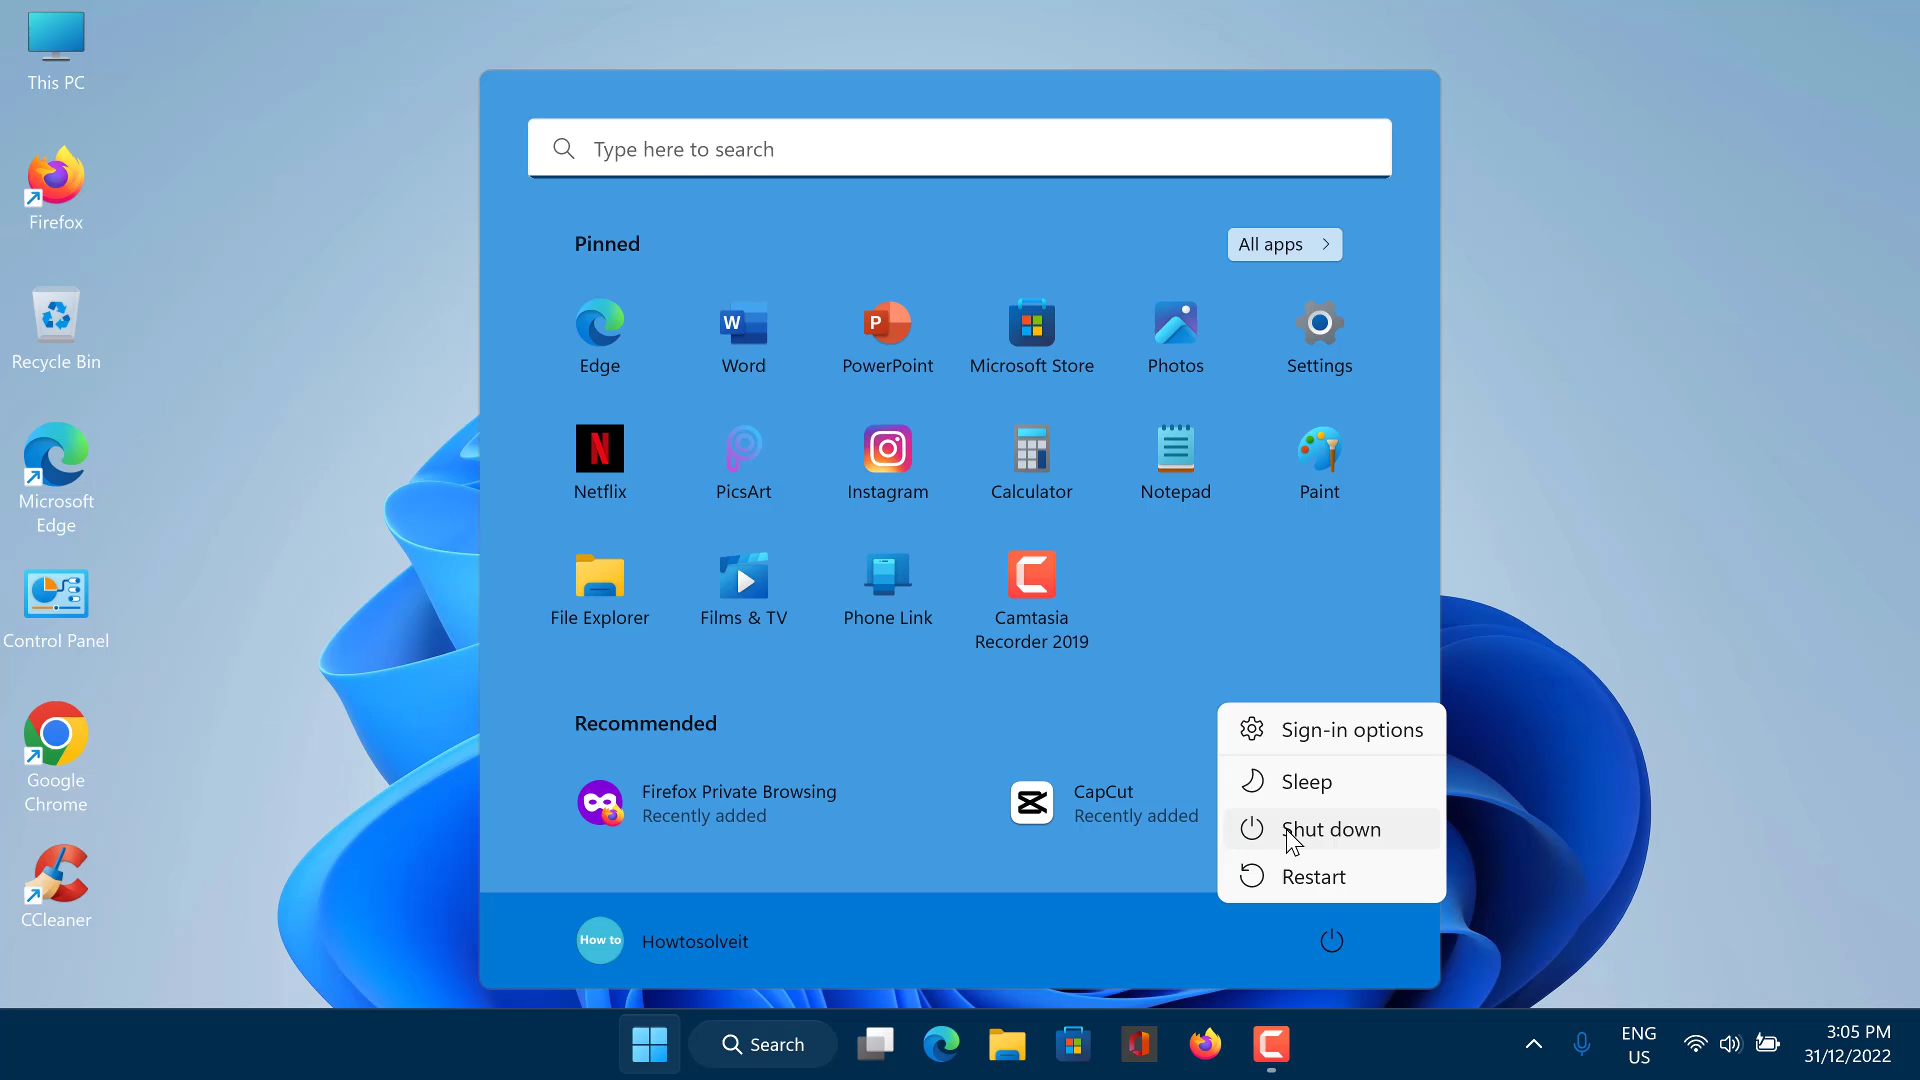 This PC
Firefox
Recycle Bin
Microsoft
Edge
Control Panel
Google
Chrome
CCleaner
Type here to search
Pinned
All apps
Edge
W
Word
P
PowerPoint
Microsoft Store
Photos
Settings
N
Netflix
PicsArt
Instagram
Calculator
Notepad
Paint
File Explorer
Films & TV
Phone Link
Camtasia
Recorder 2019
Recommended
Firefox Private Browsing
Recently added
CapCut
Recently added
Sign-in options
Sleep
Shut down
Restart
How to
Howtosolveit
Search
ENG
US
3:05 PM
31/12/2022